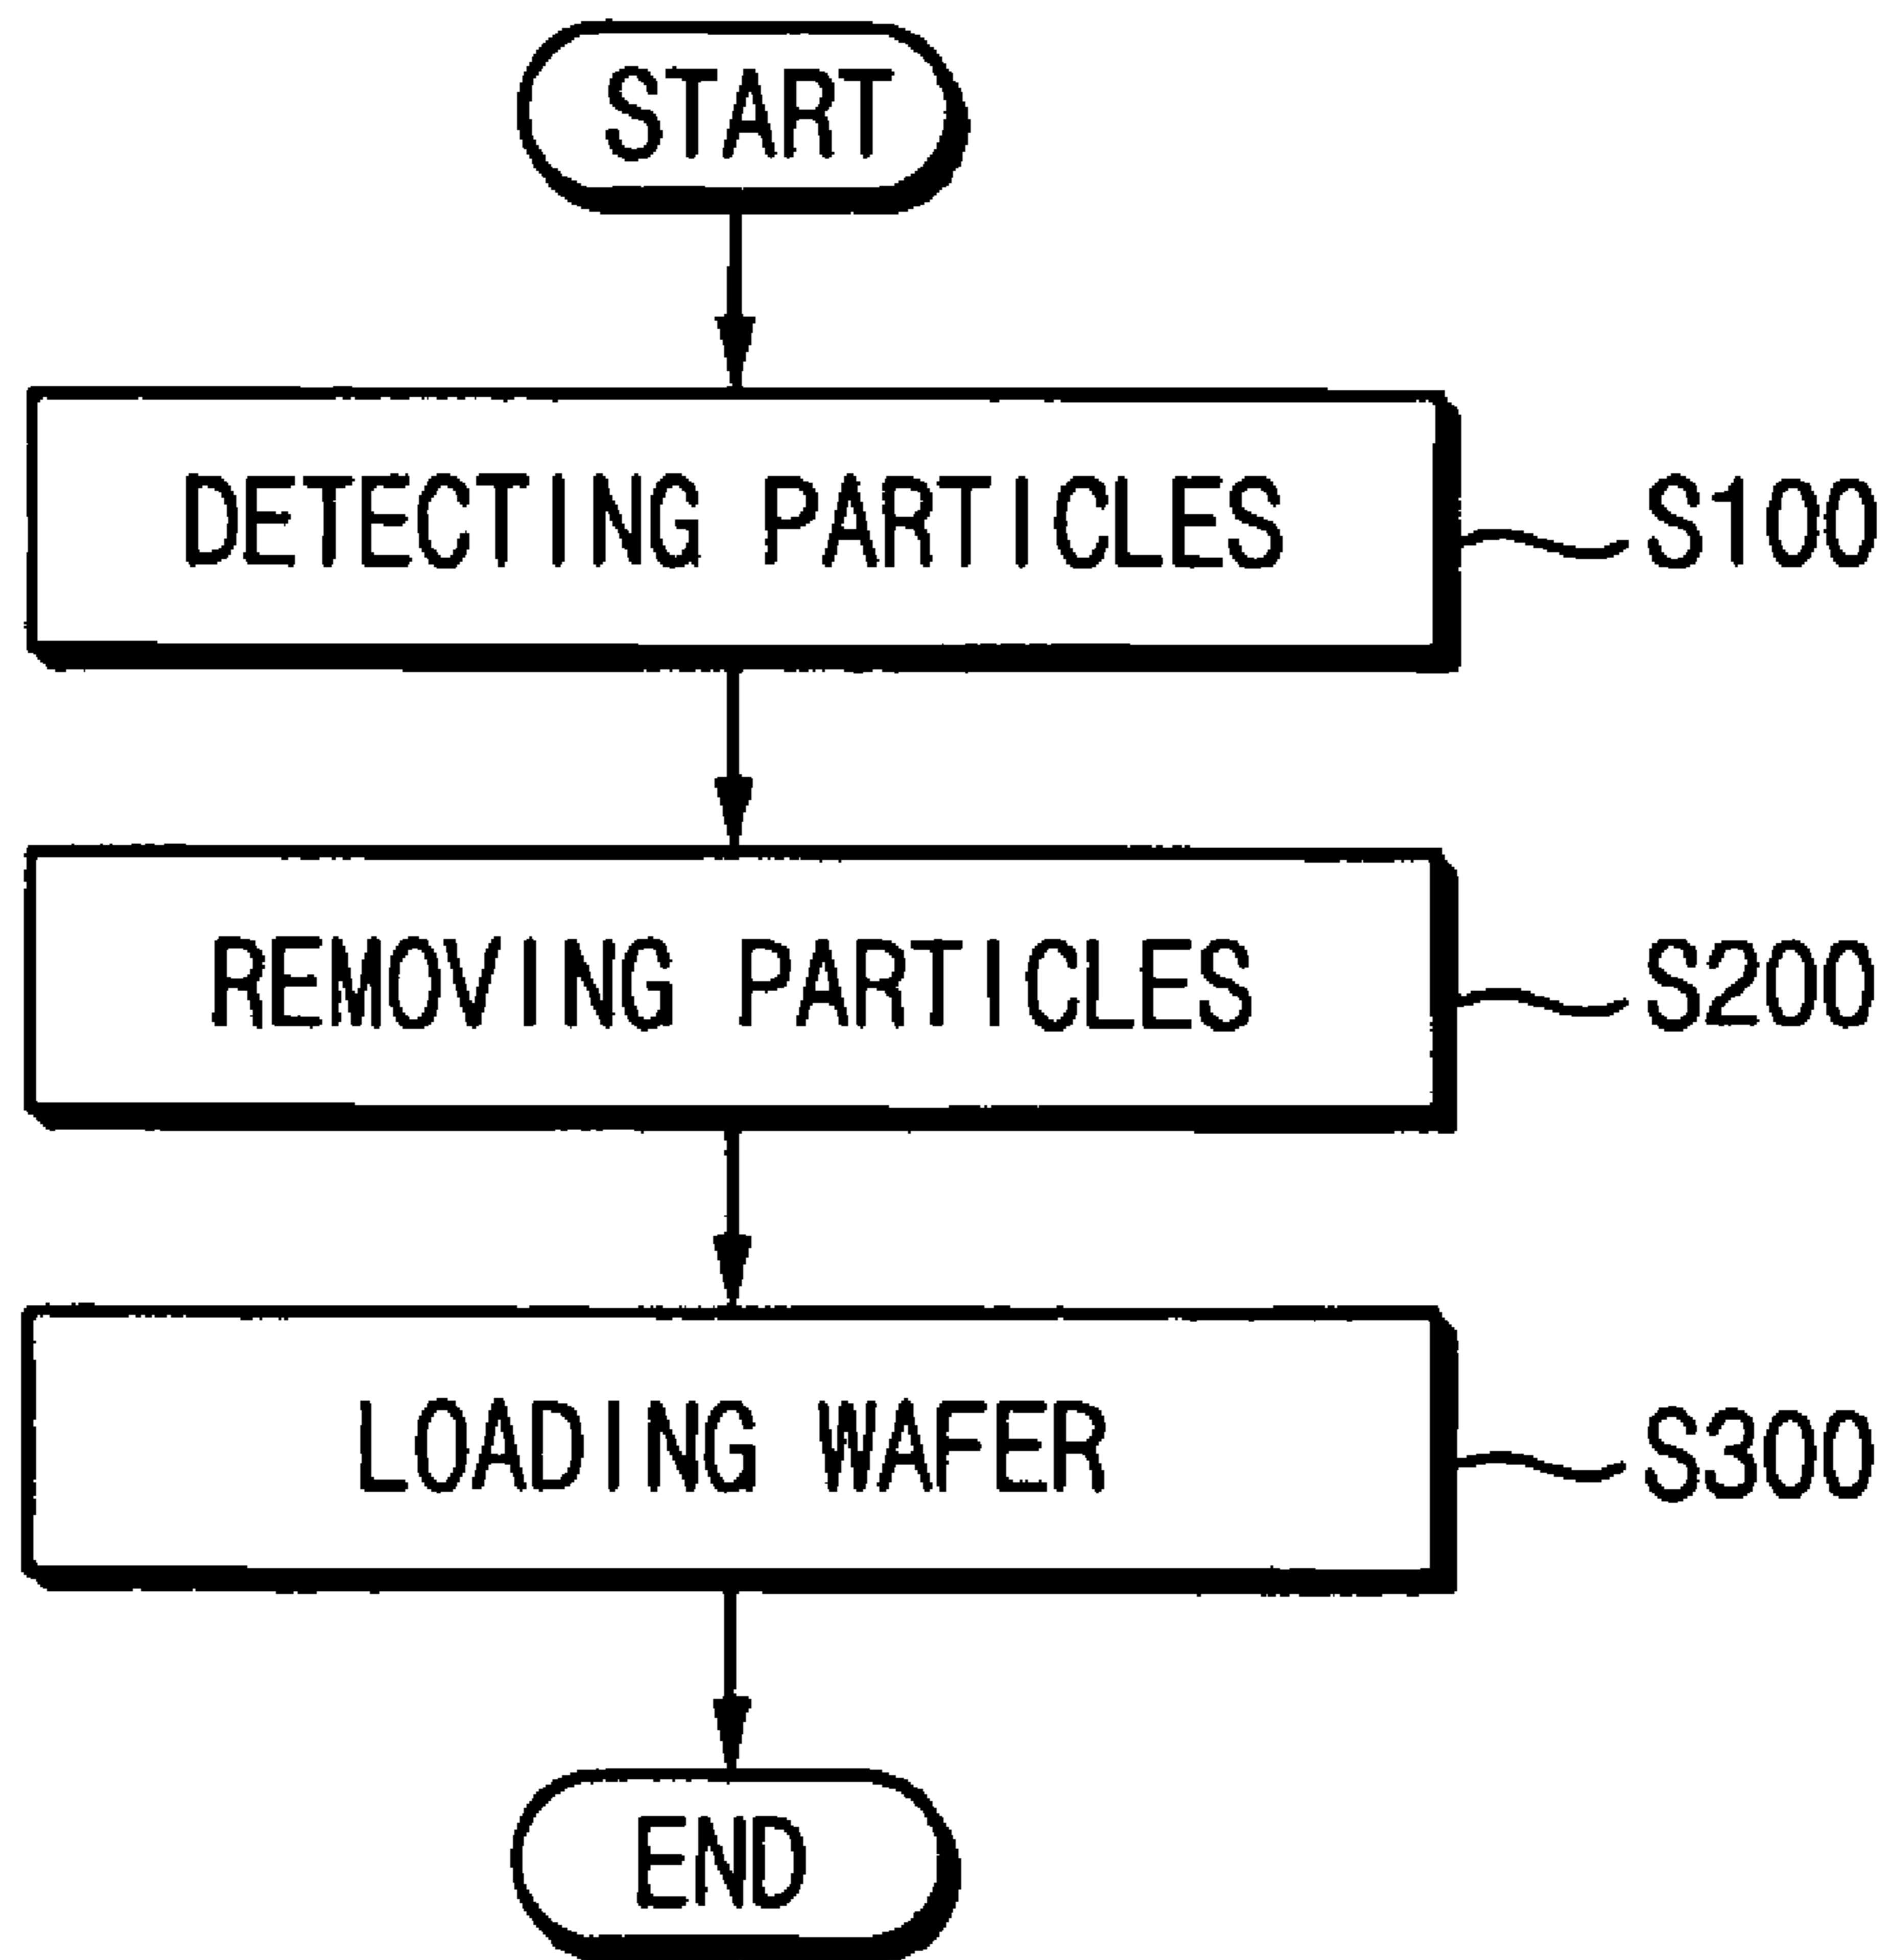 START
DETECTING PARTICLES S100
REMOVING PARTICLES S200
LOADING WAFER S300
END